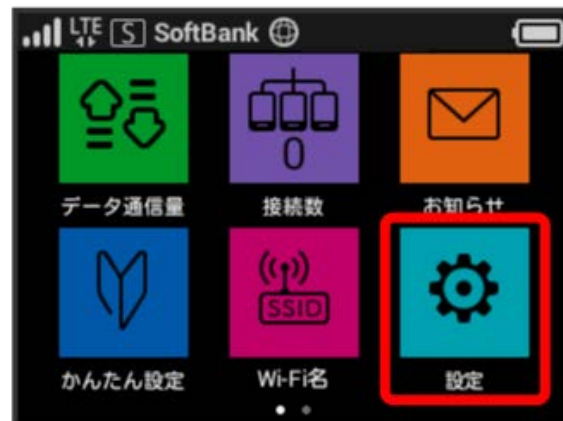 LTE S SoftBank
0
データ通信量 接続数 お知らせ
SSID
かんたん設定 Wi-Fi名 設定